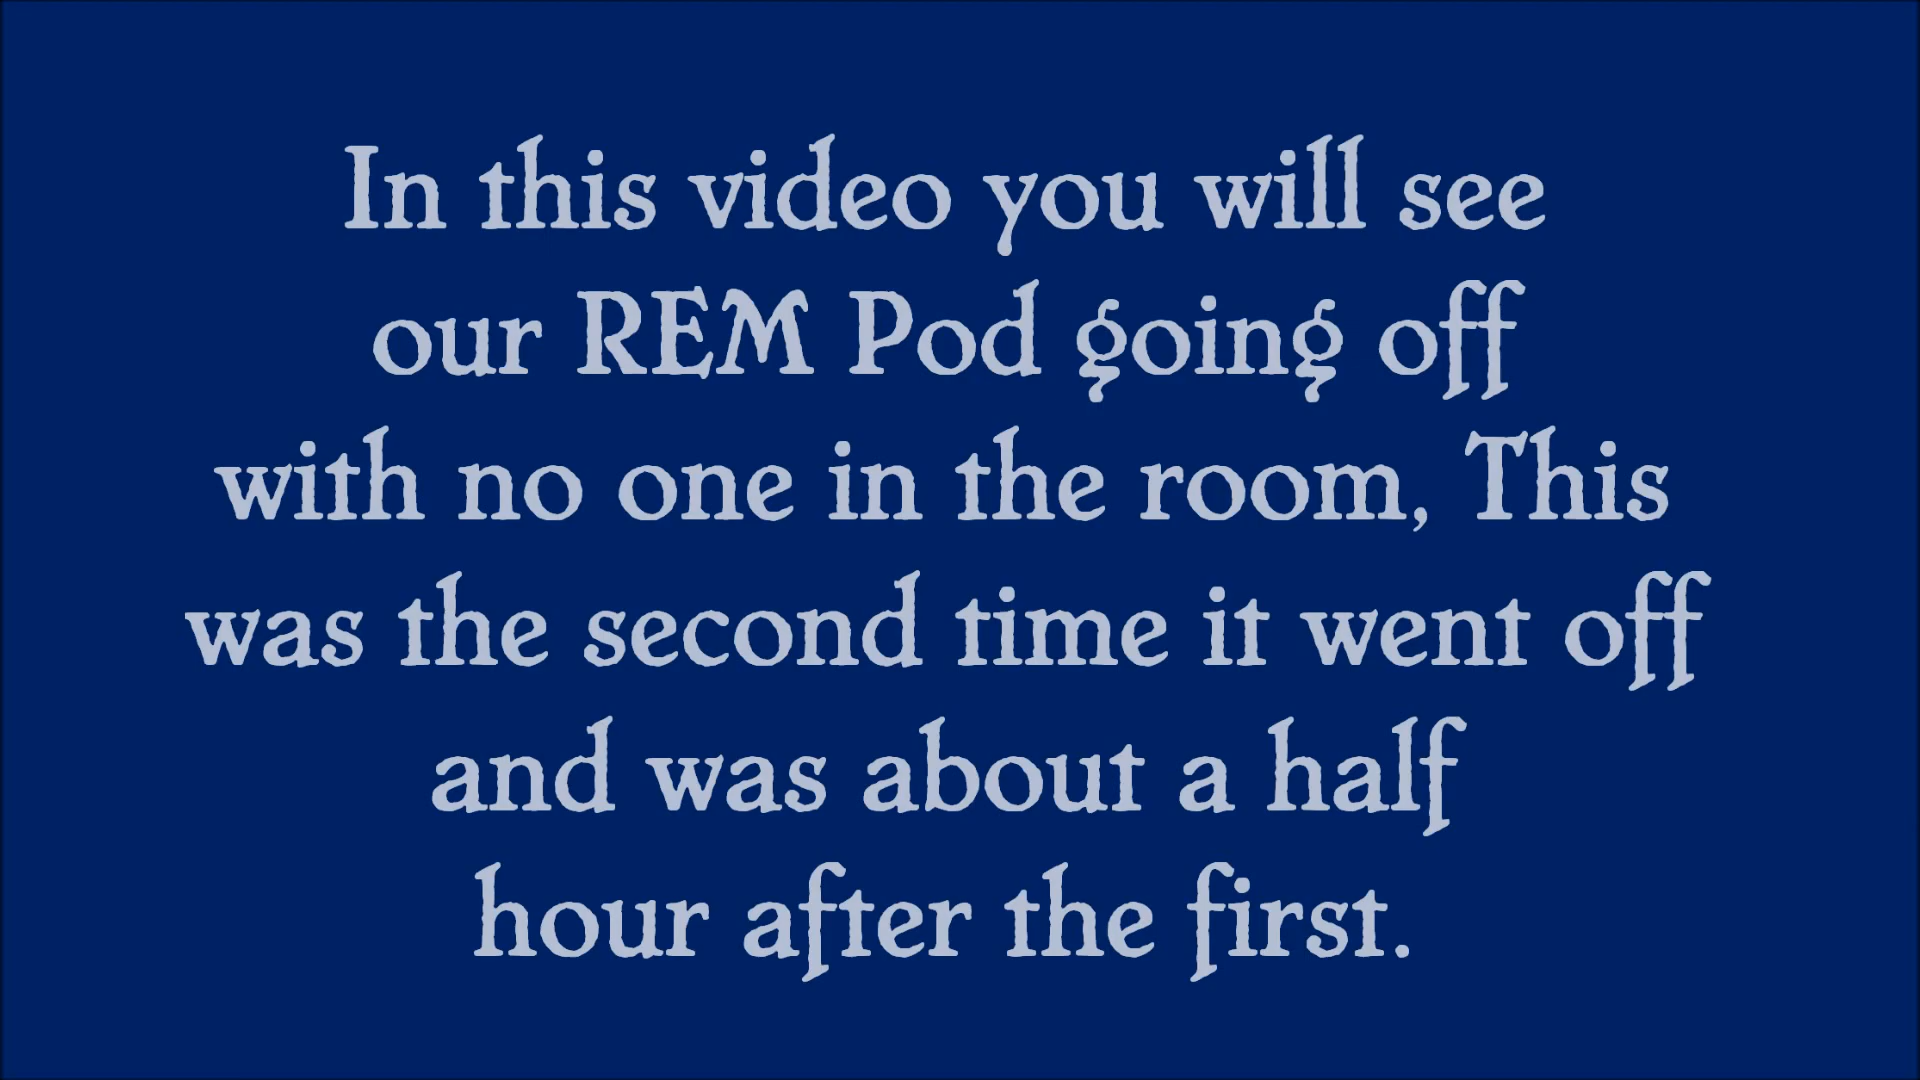 In this video you will see
our REM Pod going off
with no one in the room, This
was the second time it went off
and was about a half
hour after the first.